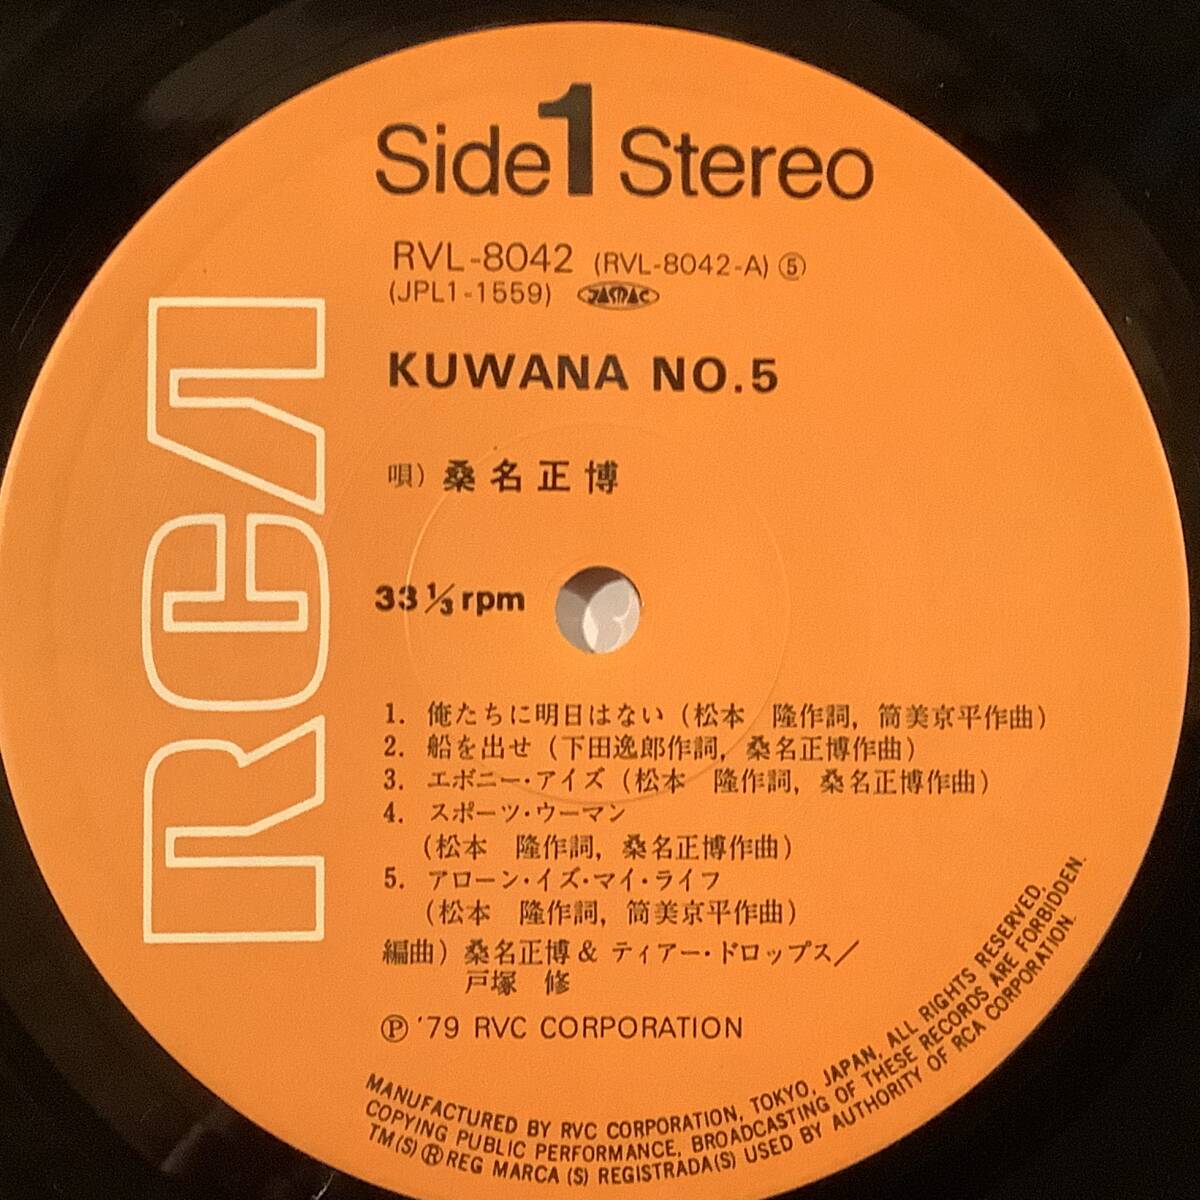 Side 1 Stereo
RVL-8042 (RVL-8042-A) ⑤
(JPL1-1559) JASRAC
KUWANA NO.5
唄) 桑名正博
33 1/3 rpm
RCA
1. 俺たちに明日はない (松本 隆作詞, 筒美京平作曲)
2. 船を出せ (下田逸郎作詞, 桑名正博作曲)
3. エボニー・アイズ (松本 隆作詞, 桑名正博作曲)
4. スポーツ・ウーマン
(松本 隆作詞, 桑名正博作曲)
5. アローン・イズ・マイ・ライフ
(松本 隆作詞, 筒美京平作曲)
編曲) 桑名正博 & ティアー・ドロップス/
戸塚 修
Ⓟ '79 RVC CORPORATION
MANUFACTURED BY RVC CORPORATION, TOKYO, JAPAN, ALL RIGHTS RESERVED,
COPYING PUBLIC PERFORMANCE, BROADCASTING OF THESE RECORDS ARE FORBIDDEN.
TM(S) ® REG MARCA (S) REGISTRADA(S) USED BY AUTHORITY OF RCA CORPORATION.